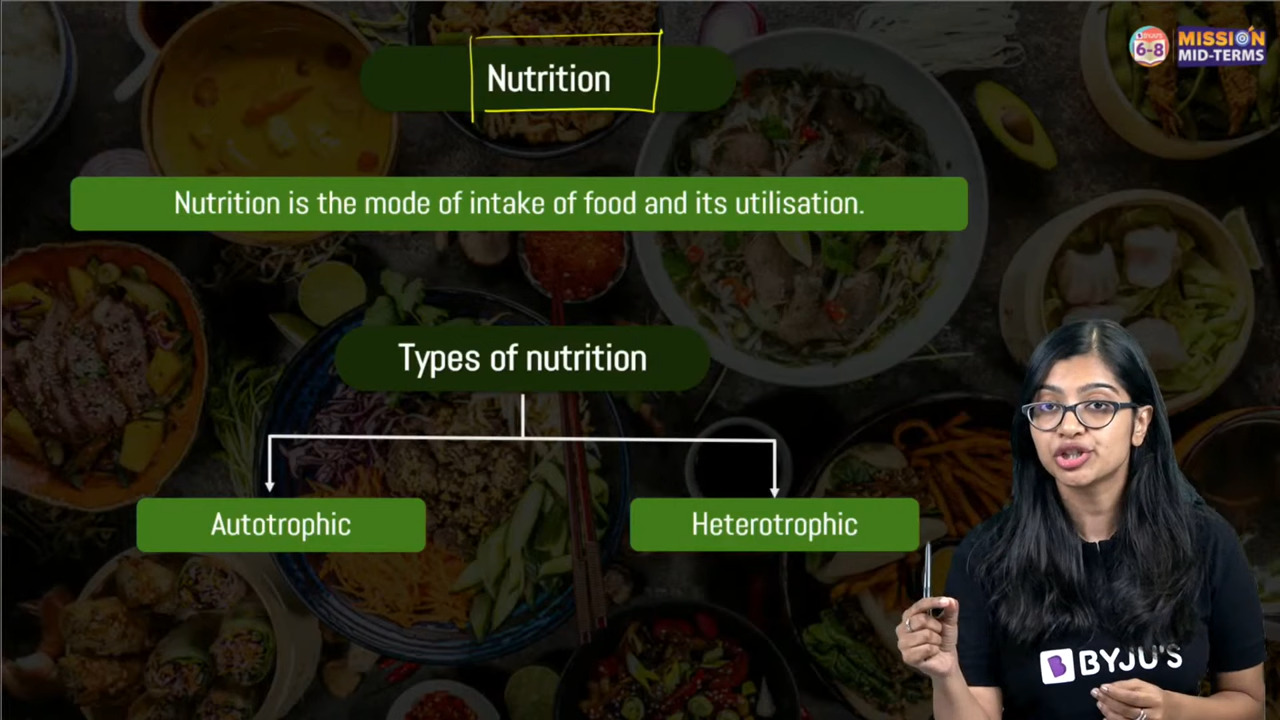 BYJU'S
6-8
MISSION
MID-TERMS
Nutrition
Nutrition is the mode of intake of food and its utilisation.
Types of nutrition
Autotrophic
Heterotrophic
BYJU'S